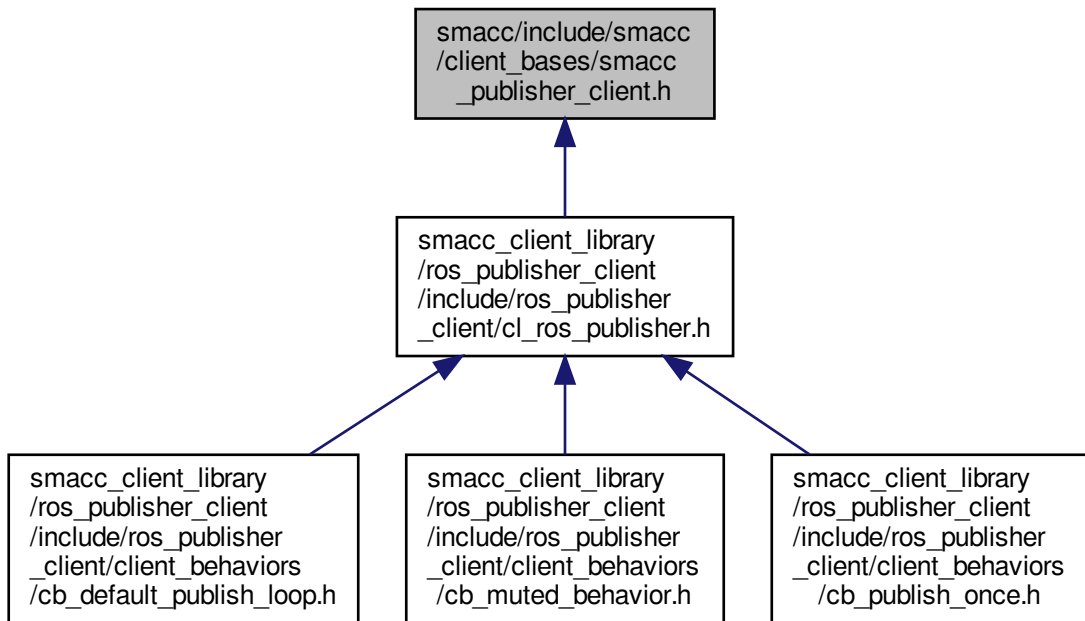 smacc/include/smacc
/client_bases/smacc
_publisher_client.h
smacc_client_library
/ros_publisher_client
/include/ros_publisher
_client/cl_ros_publisher.h
smacc_client_library
/ros_publisher_client
/include/ros_publisher
_client/client_behaviors
/cb_default_publish_loop.h
smacc_client_library
/ros_publisher_client
/include/ros_publisher
_client/client_behaviors
/cb_muted_behavior.h
smacc_client_library
/ros_publisher_client
/include/ros_publisher
_client/client_behaviors
/cb_publish_once.h